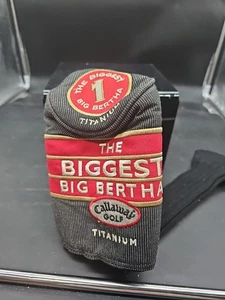 THE BIGGEST
1
BIG BERTHA
TITANIUM
THE
BIGGEST
BIG BERTHA
Callaway
GOLF
TITANIUM